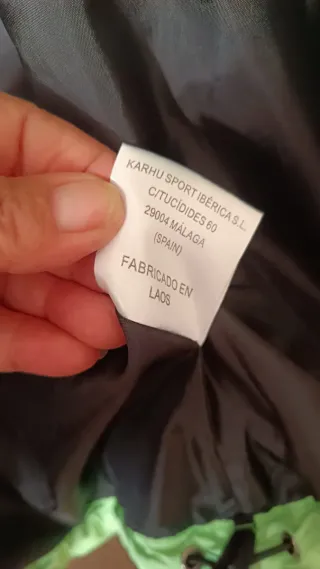 KARHU SPORT IBÉRICA S.L.
C/TUCÍDIDES 60
29004 MÁLAGA
(SPAIN)
FABRICADO EN
LAOS